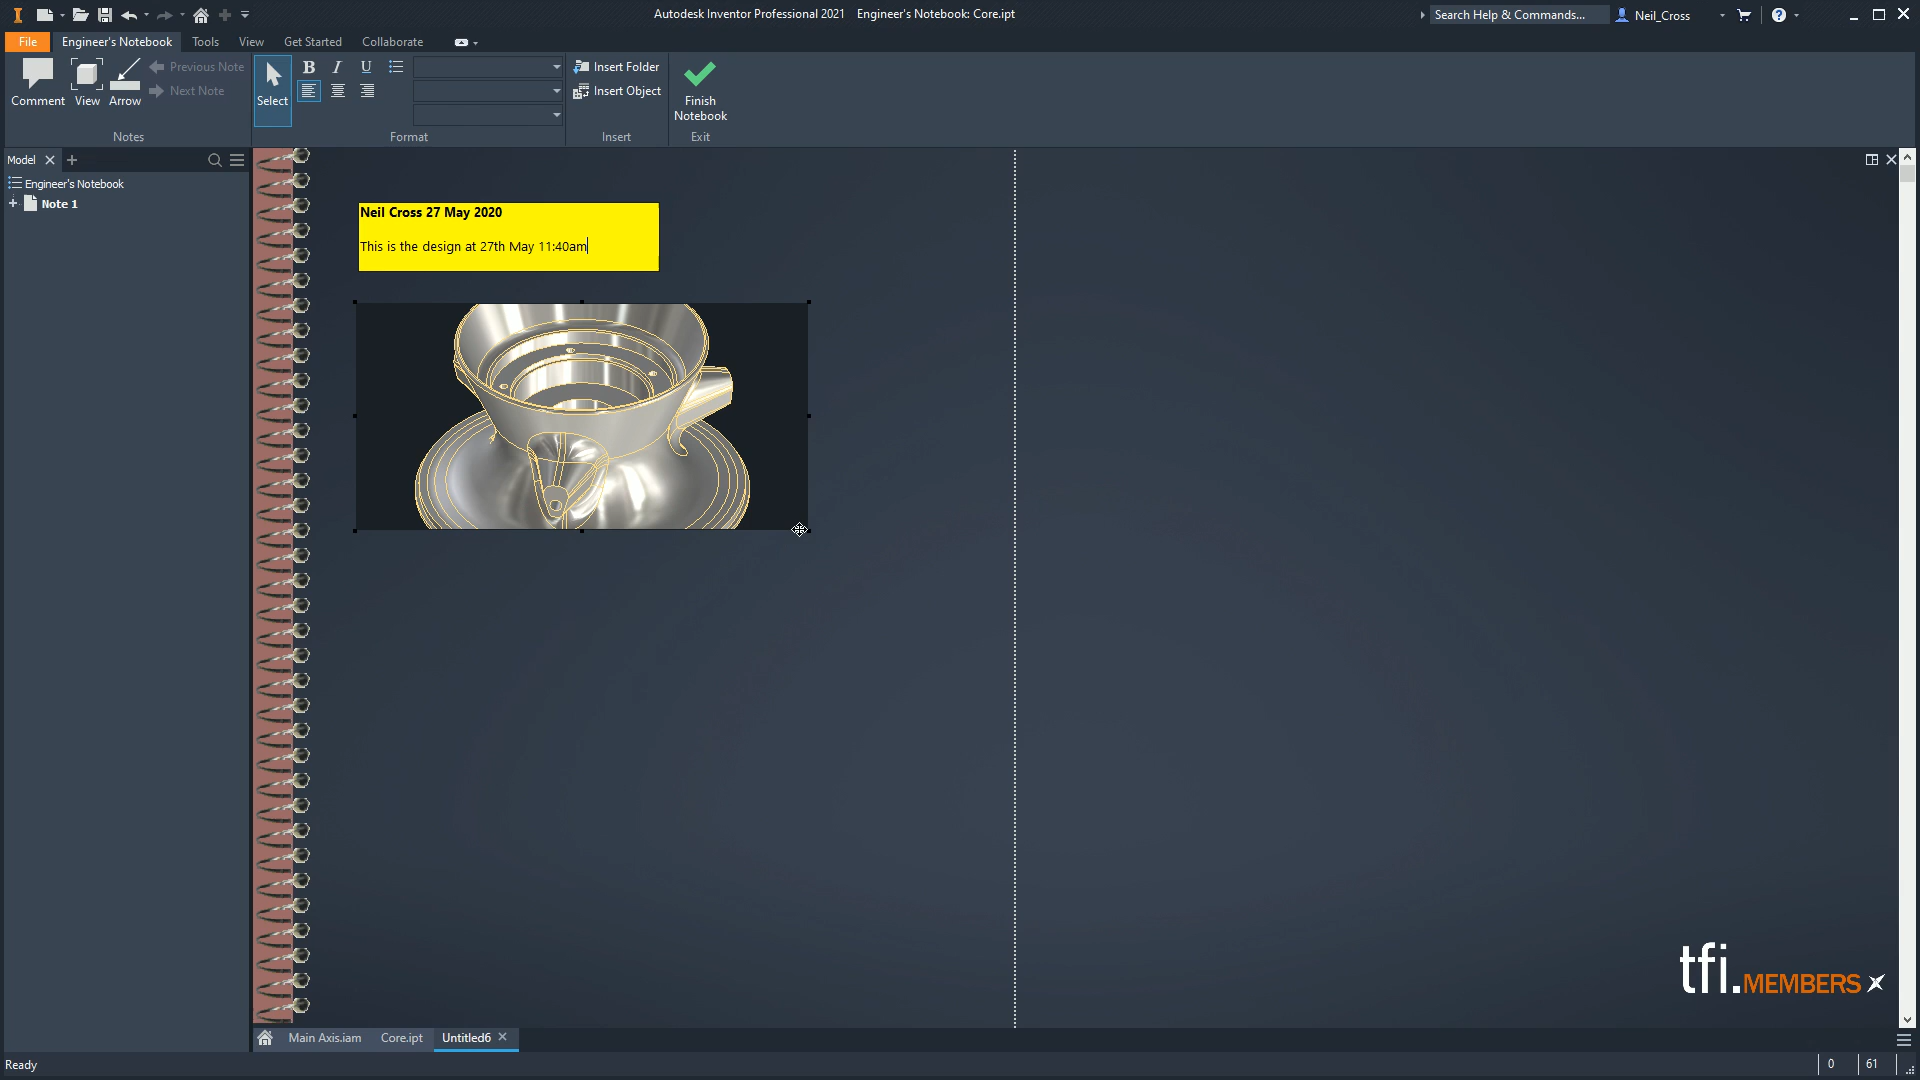 Autodesk Inventor Professional 2021 Engineer's Notebook: Core.ipt
Search Help & Commands...
Neil_Cross
File
Engineer's Notebook
Tools
View
Get Started
Collaborate
Comment
View
Arrow
Previous Note
Next Note
Notes
Select
B I U
Format
Insert Folder
Insert Object
Insert
Finish
Notebook
Exit
Model
Engineer's Notebook
Note 1
Neil Cross 27 May 2020
This is the design at 27th May 11:40am
tfi.MEMBERS
Main Axis.iam
Core.ipt
Untitled6
Ready
0
61